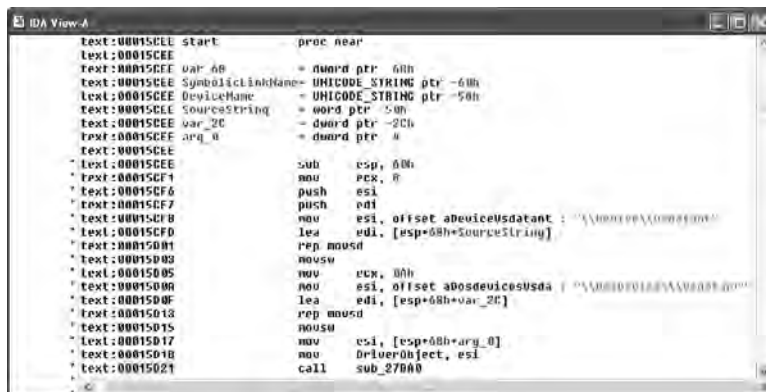 IDA View-A
text:00015CEE start proc near
text:00015CEE
text:00015CEE var_68 = dword ptr -68h
text:00015CEE SymbolicLinkName= UNICODE_STRING ptr -60h
text:00015CEE DeviceName = UNICODE_STRING ptr -58h
text:00015CEE SourceString = word ptr -50h
text:00015CEE var_2C = dword ptr -2Ch
text:00015CEE arg_0 = dword ptr 4
text:00015CEE
text:00015CEE sub esp, 68h
text:00015CF1 mov ecx, 8
text:00015CF6 push esi
text:00015CF7 push edi
text:00015CF8 mov esi, offset aDeviceVsdatant ;
text:00015CFD lea edi, [esp+68h+SourceString]
text:00015D01 rep movsd
text:00015D03 movsw
text:00015D05 mov ecx, 0Ah
text:00015D0A mov esi, offset aDosdevicesVsda ;
text:00015D0F lea edi, [esp+68h+var_2C]
text:00015D13 rep movsd
text:00015D15 movsw
text:00015D17 mov esi, [esp+68h+arg_0]
text:00015D1B mov DriverObject, esi
text:00015D21 call sub_27BA0